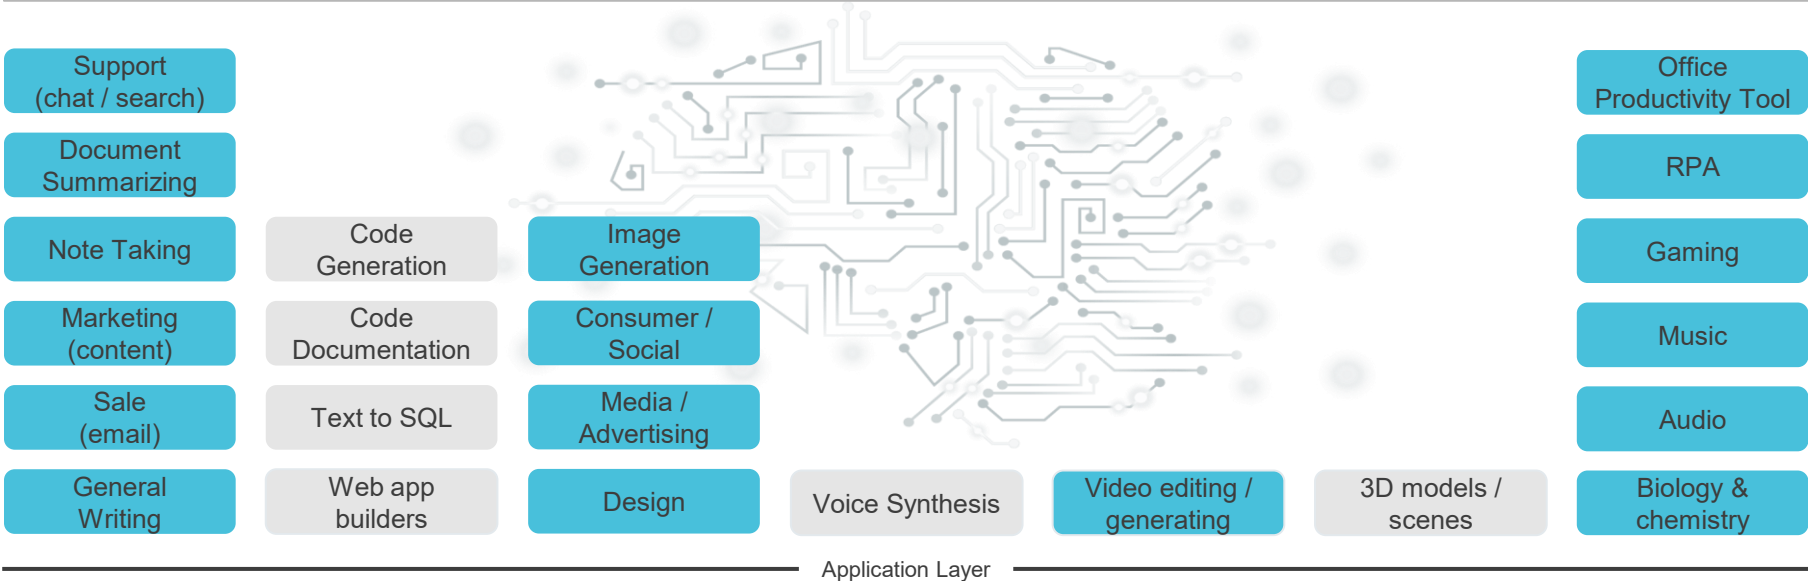 Support
(chat / search)
Document
Summarizing
Note Taking
Marketing
(content)
Sale
(email)
General
Writing
Code
Generation
Code
Documentation
Text to SQL
Web app
builders
Image
Generation
Consumer /
Social
Media /
Advertising
Design
Voice Synthesis
Video editing /
generating
3D models /
scenes
Office
Productivity Tool
RPA
Gaming
Music
Audio
Biology &
chemistry
Application Layer